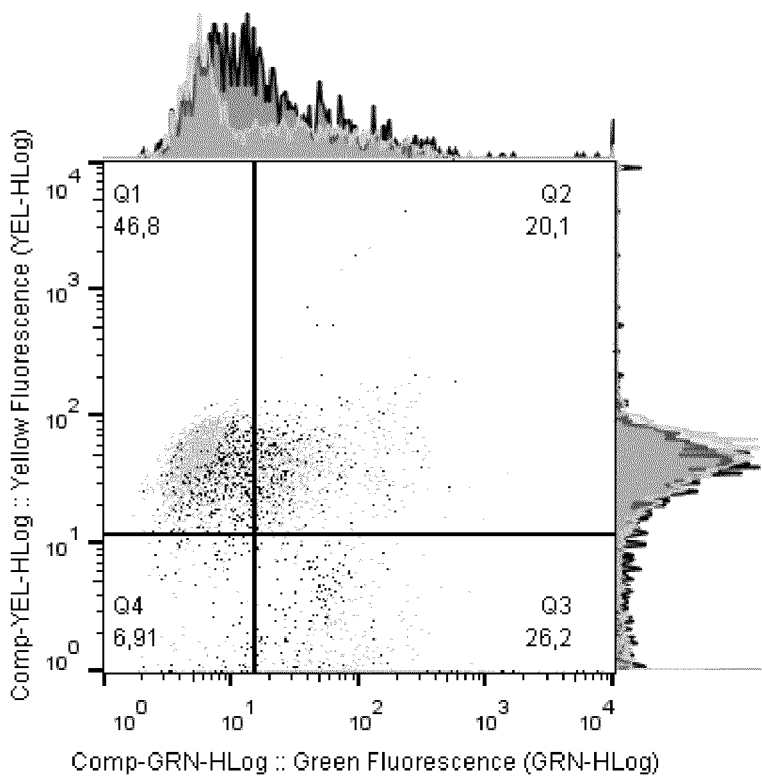 Q1
46,8
Q2
20,1
Q4
6,91
Q3
26,2
10^4
10^3
10^2
10^1
10^0
10^0
10^1
10^2
10^3
10^4
Comp-YEL-HLog :: Yellow Fluorescence (YEL-HLog)
Comp-GRN-HLog :: Green Fluorescence (GRN-HLog)